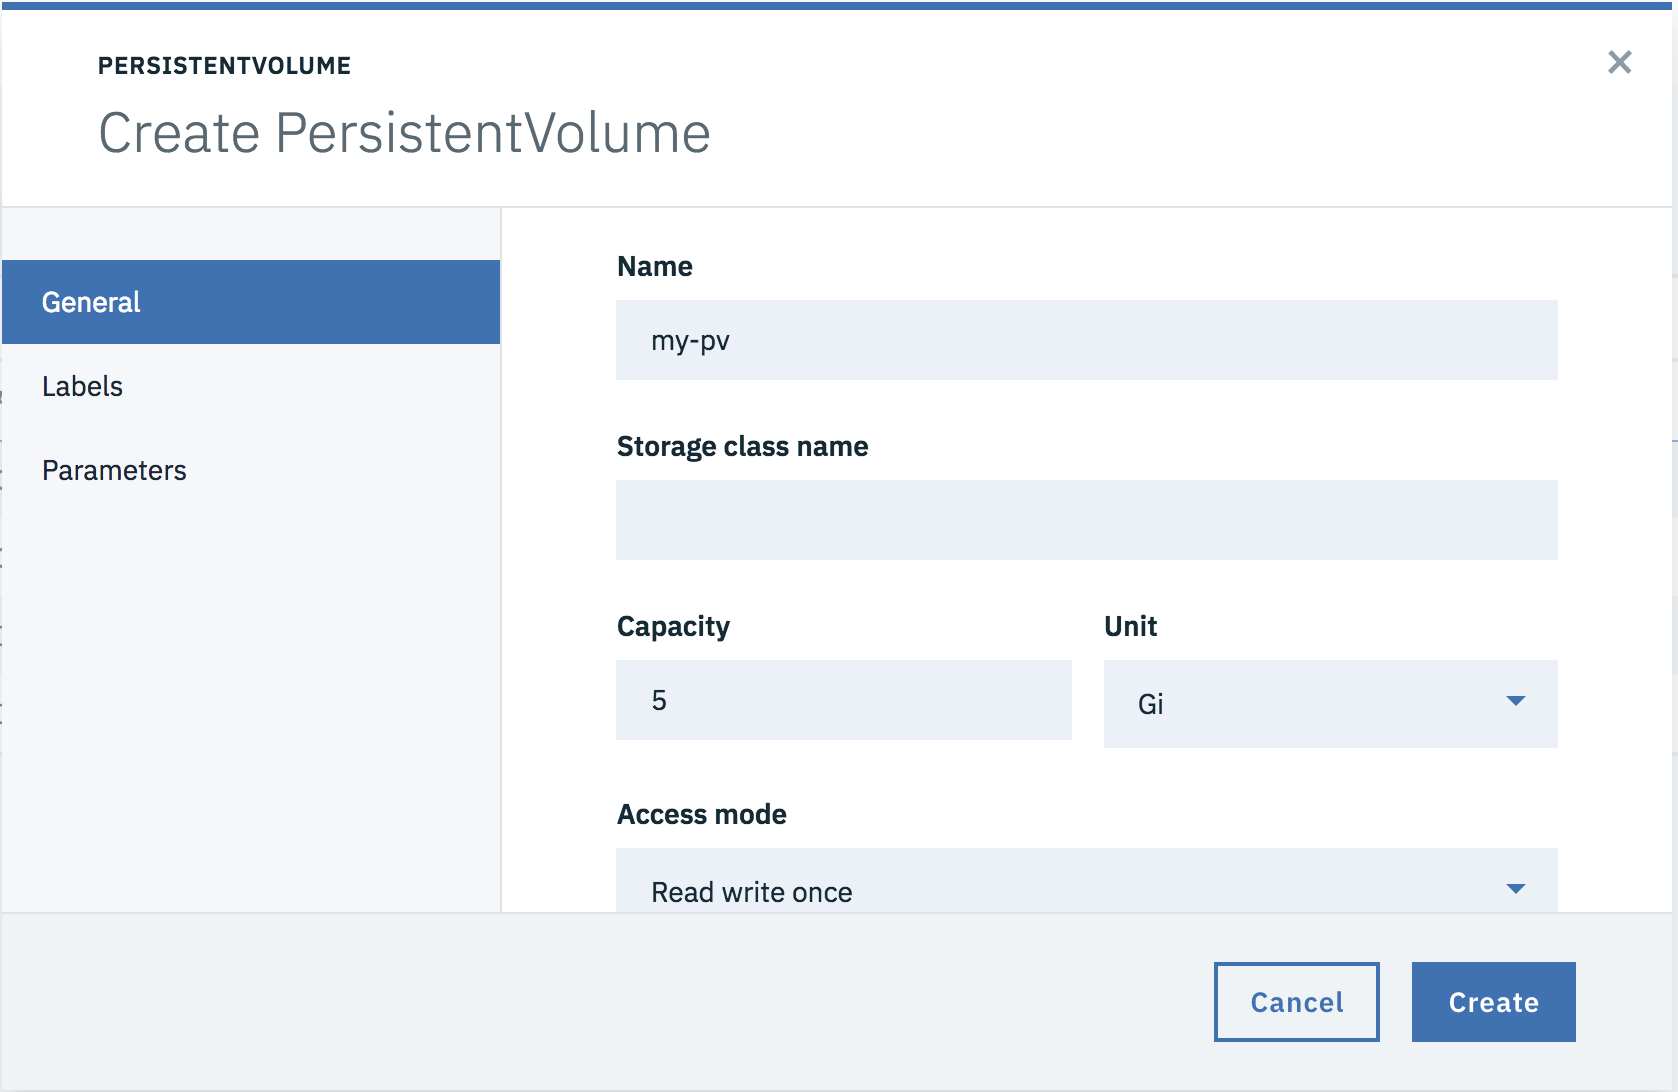 PERSISTENTVOLUME
Create PersistentVolume
General
Labels
Parameters
Name
my-pv
Storage class name
Capacity
Unit
5
Gi
Access mode
Read write once
Cancel
Create